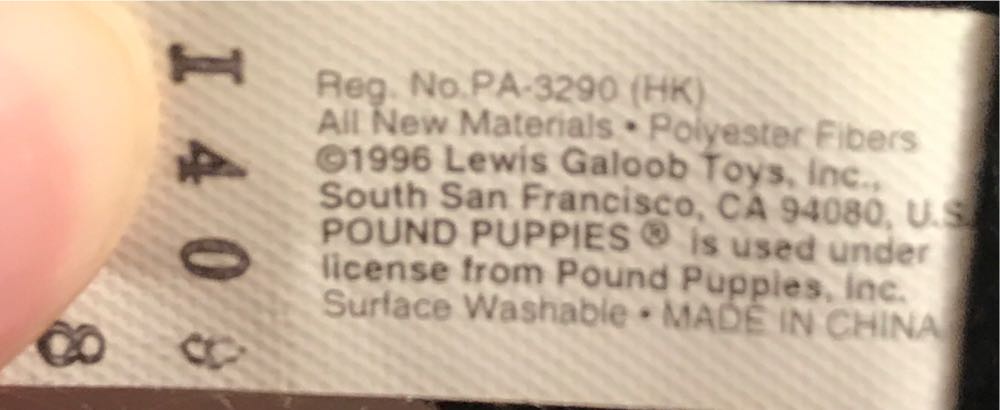 Reg. No.PA-3290 (HK)
All New Materials • Polyester Fibers
©1996 Lewis Galoob Toys, Inc.,
South San Francisco, CA 94080, U.S.
POUND PUPPIES ® is used under
license from Pound Puppies, Inc.
Surface Washable • MADE IN CHINA
I 4 0
8